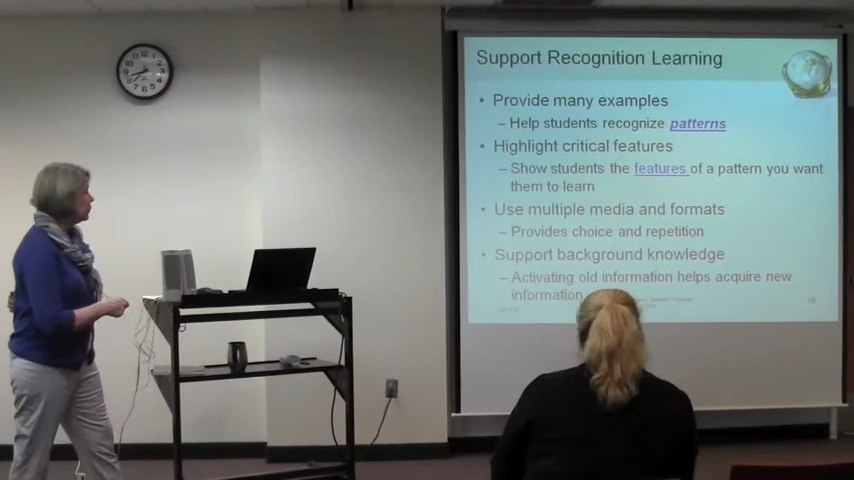 Support Recognition Learning
• Provide many examples
– Help students recognize patterns
• Highlight critical features
– Show students the features of a pattern you want
them to learn
• Use multiple media and formats
– Provides choice and repetition
• Support background knowledge
– Activating old information helps acquire new
information